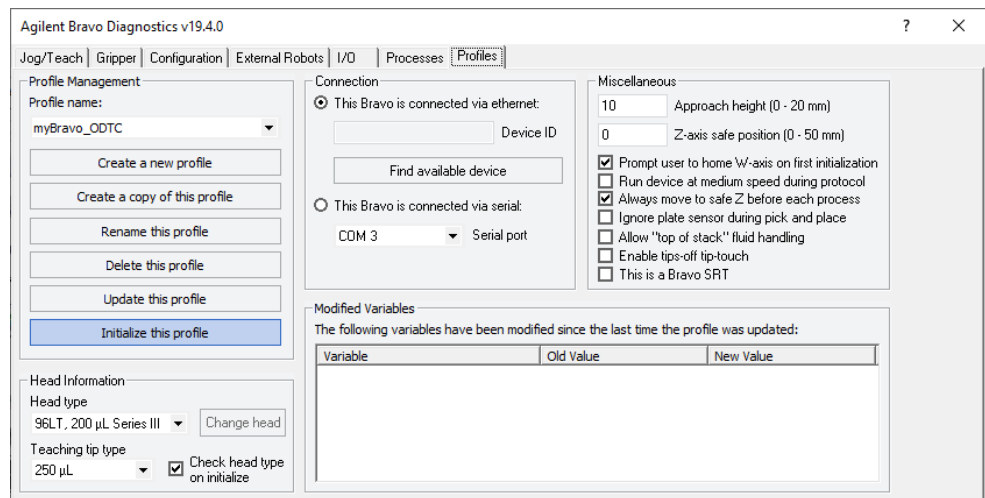 Agilent Bravo Diagnostics v19.4.0
?
Jog/Teach
Gripper
Configuration
External Robots
I/O
Processes
Profiles
Profile Management
Profile name:
myBravo_ODTC
Create a new profile
Create a copy of this profile
Rename this profile
Delete this profile
Update this profile
Initialize this profile
Head Information
Head type
96LT, 200 µL Series III
Change head
Teaching tip type
250 µL
Check head type
on initialize
Connection
This Bravo is connected via ethernet:
Device ID
Find available device
This Bravo is connected via serial:
COM 3
Serial port
Miscellaneous
10
Approach height (0 - 20 mm)
0
Z-axis safe position (0 - 50 mm)
Prompt user to home W-axis on first initialization
Run device at medium speed during protocol
Always move to safe Z before each process
Ignore plate sensor during pick and place
Allow "top of stack" fluid handling
Enable tips-off tip-touch
This is a Bravo SRT
Modified Variables
The following variables have been modified since the last time the profile was updated:
Variable
Old Value
New Value